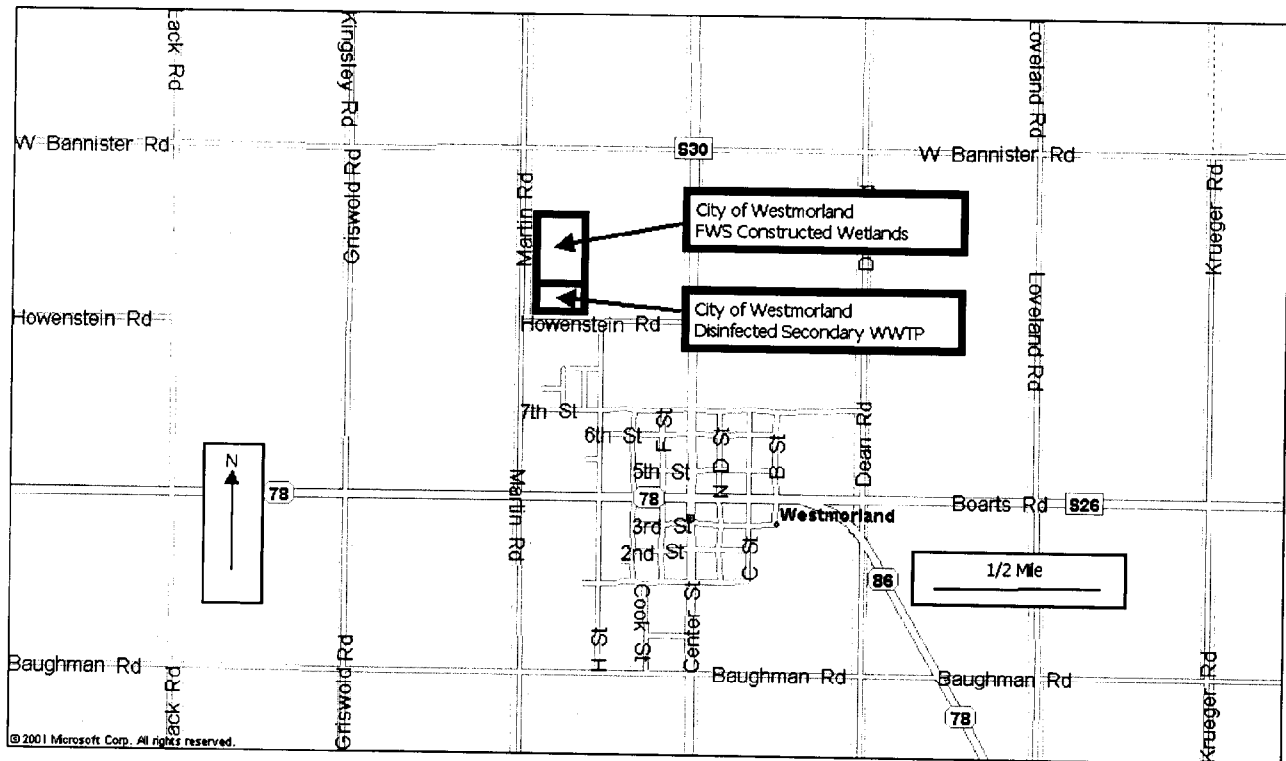 Lack Rd
Kingsley Rd
Loveland Rd
W Bannister Rd
S30
W Bannister Rd
Griswold Rd
Martin Rd
Krueger Rd
City of Westmorland
FWS Constructed Wetlands
City of Westmorland
Disinfected Secondary WWTP
Howenstein Rd
Howenstein Rd
Loveland Rd
7th St
6th St
F St
5th St
N D St
B St
Dean Rd
N
78
78
Martin Rd
Boarts Rd
S26
3rd St
Westmorland
2nd St
C St
86
1/2 Mile
H St
Cook St
Center St
Baughman Rd
Lack Rd
Griswold Rd
Baughman Rd
Baughman Rd
Krueger Rd
78
© 2001 Microsoft Corp. All rights reserved.